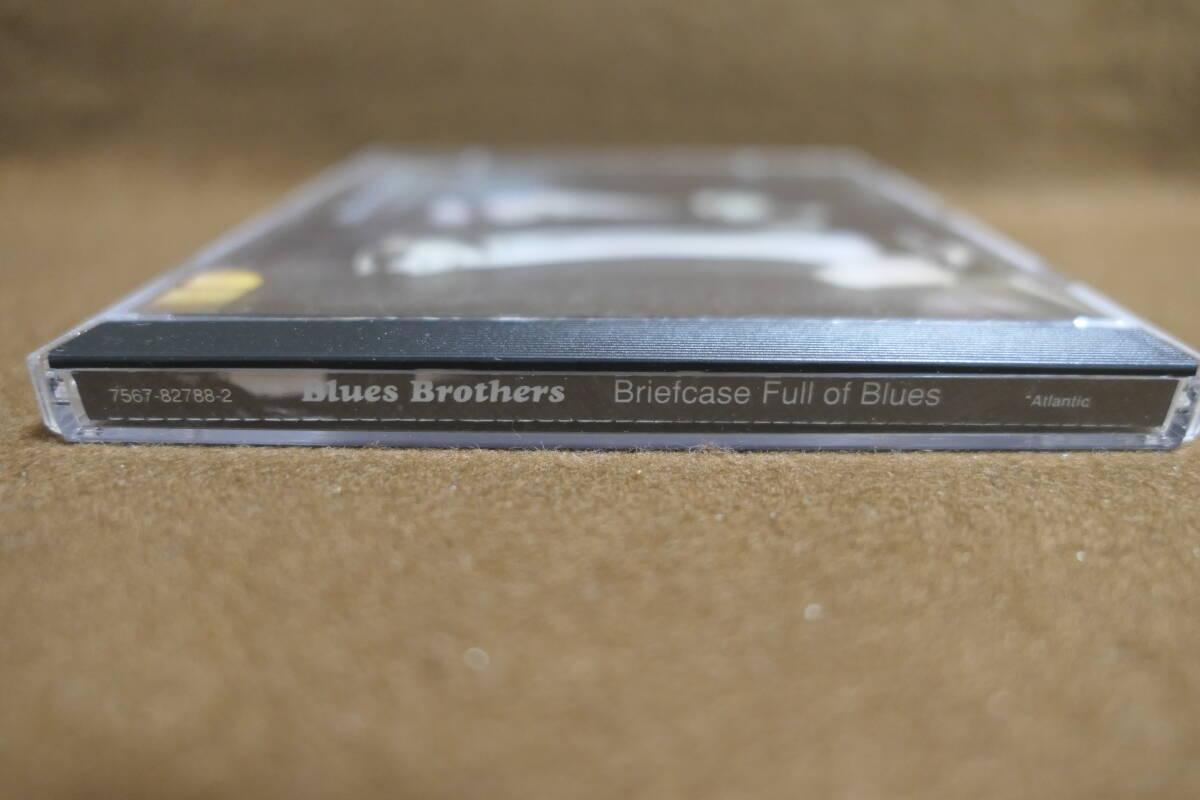 7567-82788-2 Blues Brothers Briefcase Full of Blues Atlantic